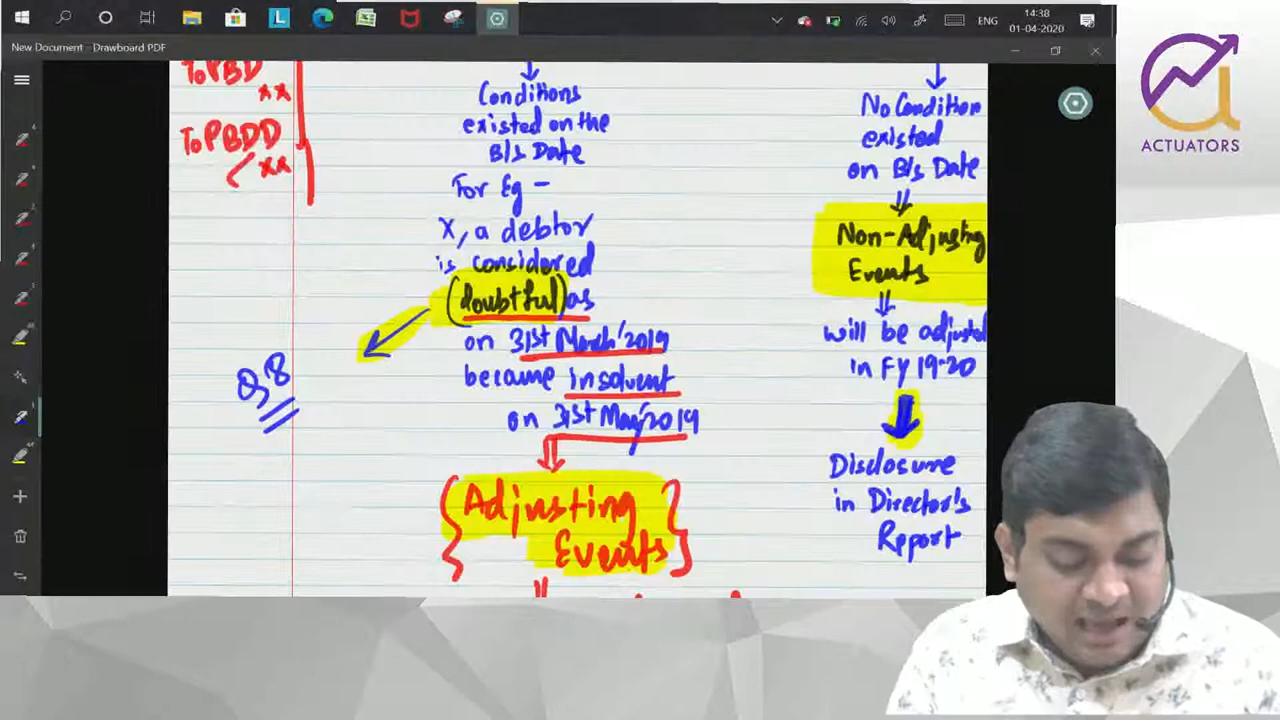 14:38
ENG
01-04-2020
New Document - Drawboard PDF
ACTUATORS
To PBD
xx
To PBDD
xx
Conditions
existed on the
B/s Date
For Eg -
X, a debtor
is considered
(doubtful) as
on 31st March'2019
became insolvent
on 31st May'2019
{Adjusting
Events}
Q,8
No Condition
existed
on B/s Date
Non-Adjusting
Events
will be adjusted
in FY 19-20
Disclosure
in Director's
Report